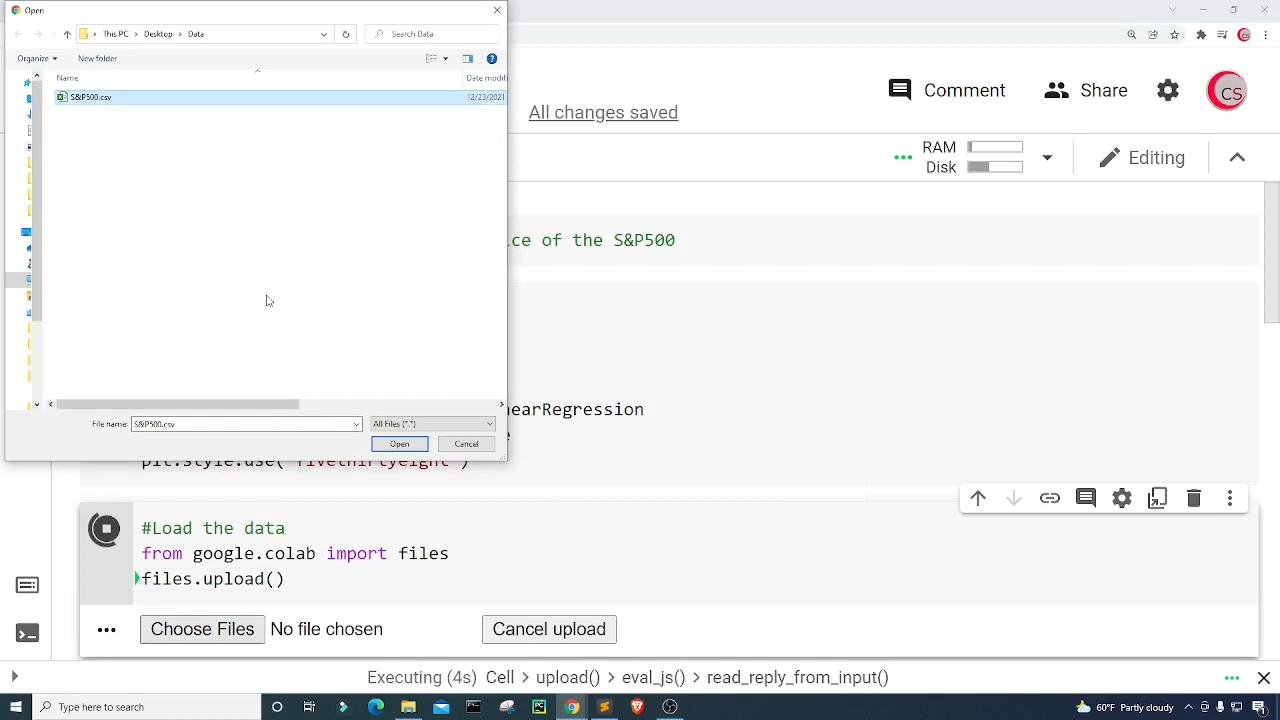 Open
This PC
Desktop
Data
Search Data
Organize
New folder
Name
Date modif
S&P500.csv
12/23/2021
File name:
S&P500.csv
All Files (*.*)
Open
Cancel
Comment
Share
CS
All changes saved
RAM
Disk
Editing
ice of the S&P500
nearRegression
plt.style.use('fivethirtyeight')
#Load the data
from google.colab import files
files.upload()
Choose Files No file chosen
Cancel upload
Executing (4s) Cell > upload() > eval_js() > read_reply_from_input()
Type here to search
60°F Partly cloudy